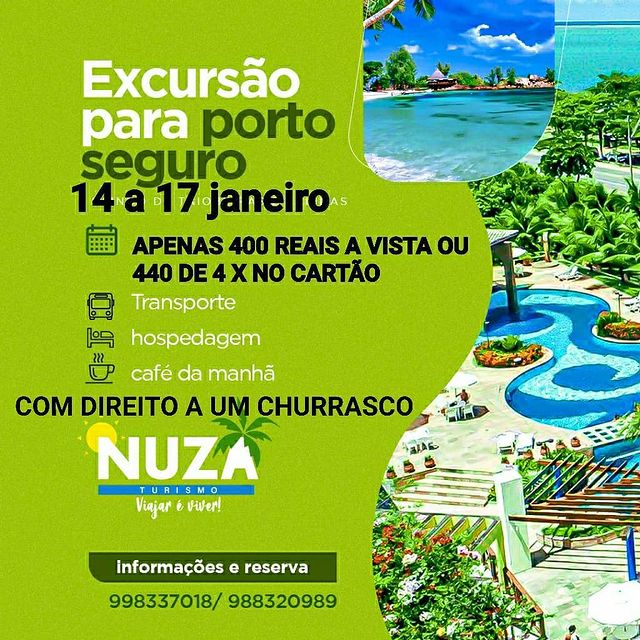 Excursão
para porto
seguro
14 a 17 janeiro
APENAS 400 REAIS A VISTA OU
440 DE 4 X NO CARTÃO
Transporte
hospedagem
café da manhã
COM DIREITO A UM CHURRASCO
NUZA
TURISMO
Viajar é viver!
informações e reserva
998337018/ 988320989